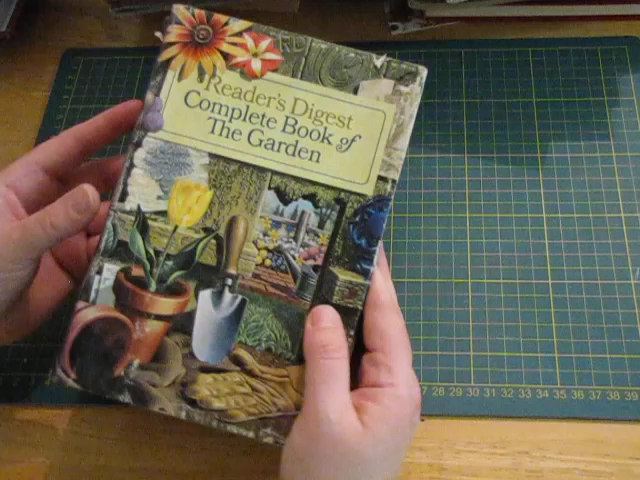 Reader's Digest
Complete Book of
The Garden
27 28 29 30 31 32 33 34 35 36 37 38 39